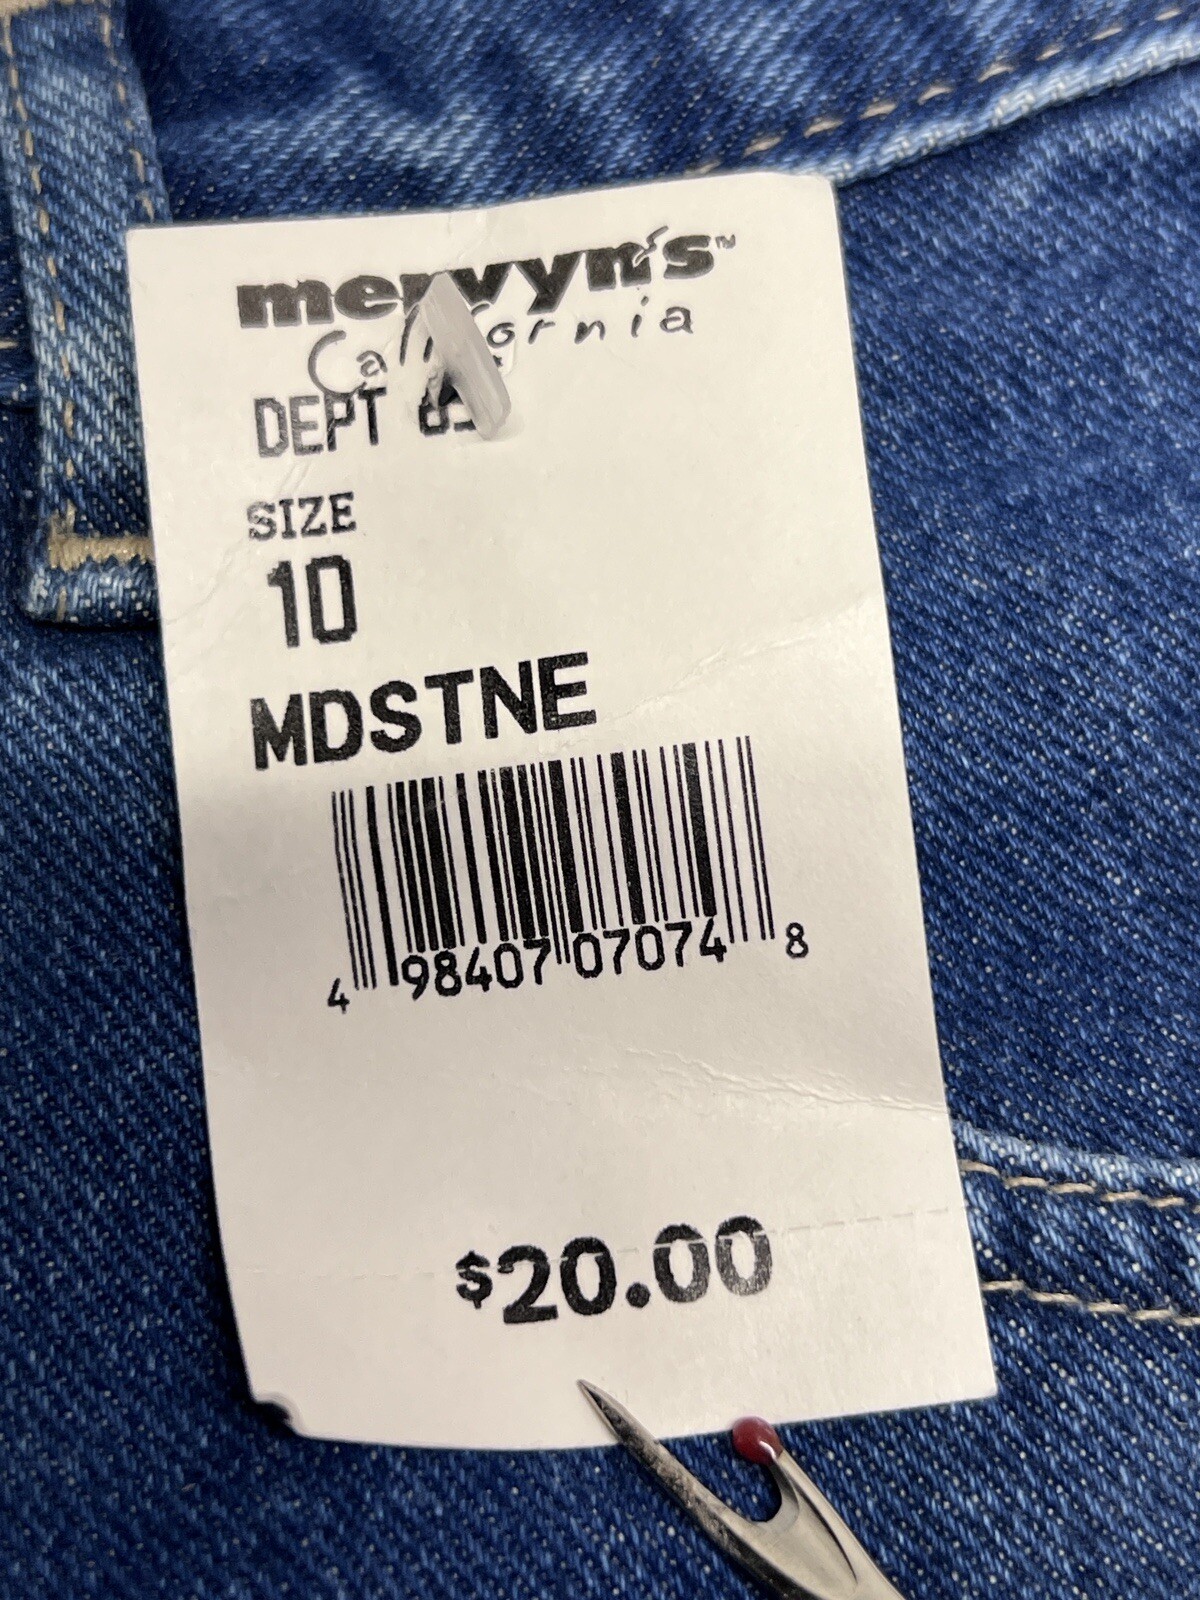 mervyn's™
California
DEPT
SIZE
10
MDSTNE
4 98407 07074 8
$20.00